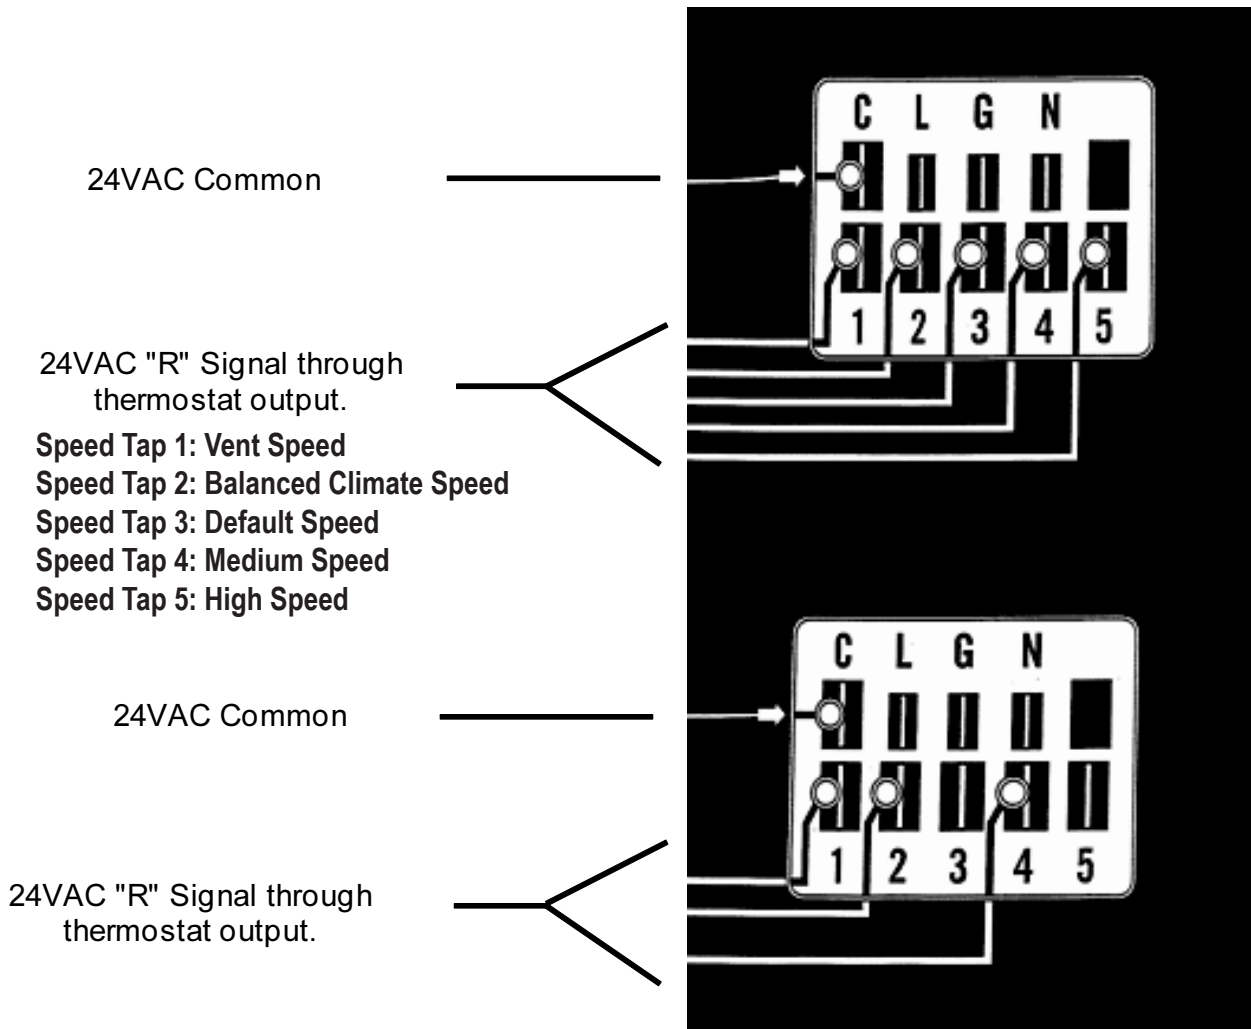 C L G N
24VAC Common
1 2 3 4 5
24VAC "R" Signal through
thermostat output.
Speed Tap 1: Vent Speed
Speed Tap 2: Balanced Climate Speed
Speed Tap 3: Default Speed
Speed Tap 4: Medium Speed
Speed Tap 5: High Speed
C L G N
24VAC Common
1 2 3 4 5
24VAC "R" Signal through
thermostat output.